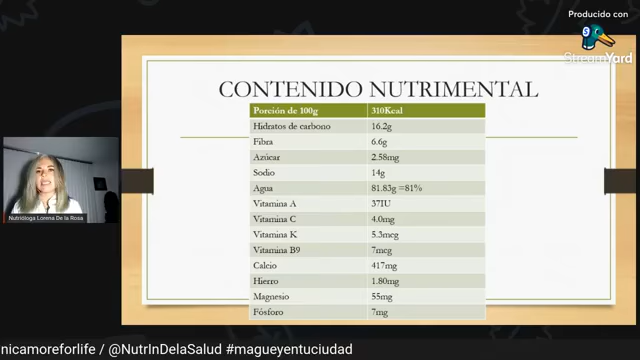 Producido con
StreamYard
CONTENIDO NUTRIMENTAL
Porción de 100g 310Kcal
Hidratos de carbono 16.2g
Fibra 6.6g
Azúcar 2.58mg
Sodio 14g
Agua 81.83g =81%
Vitamina A 37IU
Vitamina C 4.0mg
Vitamina K 5.3mcg
Vitamina B9 7mcg
Calcio 417mg
Hierro 1.80mg
Magnesio 55mg
Fósforo 7mg
Nutrióloga Lorena De la Rosa
nicamoreforlife / @NutrInDelaSalud #magueyentuciudad